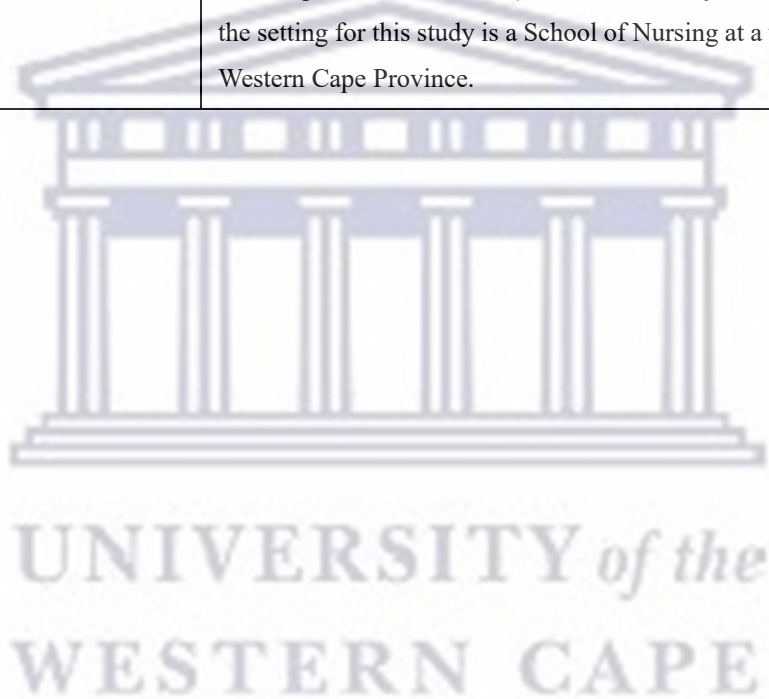 the setting for this study is a School of Nursing at a
Western Cape Province.
UNIVERSITY of the
WESTERN CAPE